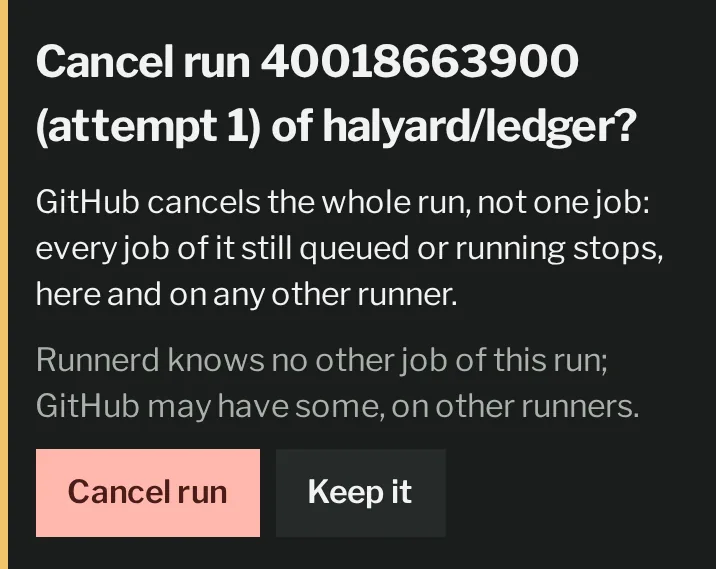 Cancel run 40018663900
(attempt 1) of halyard/ledger?
GitHub cancels the whole run, not one job:
every job of it still queued or running stops,
here and on any other runner.
Runnerd knows no other job of this run;
GitHub may have some, on other runners.
Cancel run
Keep it